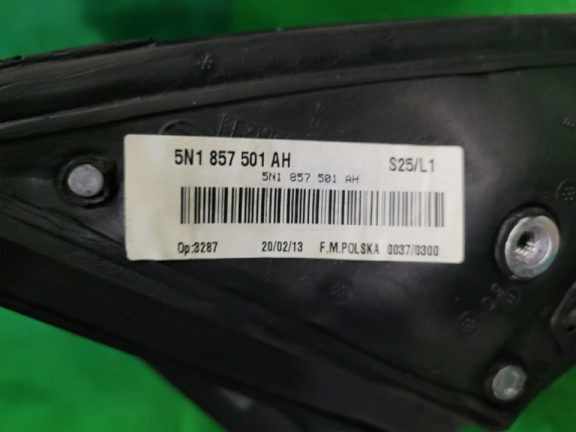 5N1 857 501 AH S25/L1
5N1 857 501 AH
Op:3287 20/02/13 F.M.POLSKA 0037/0300